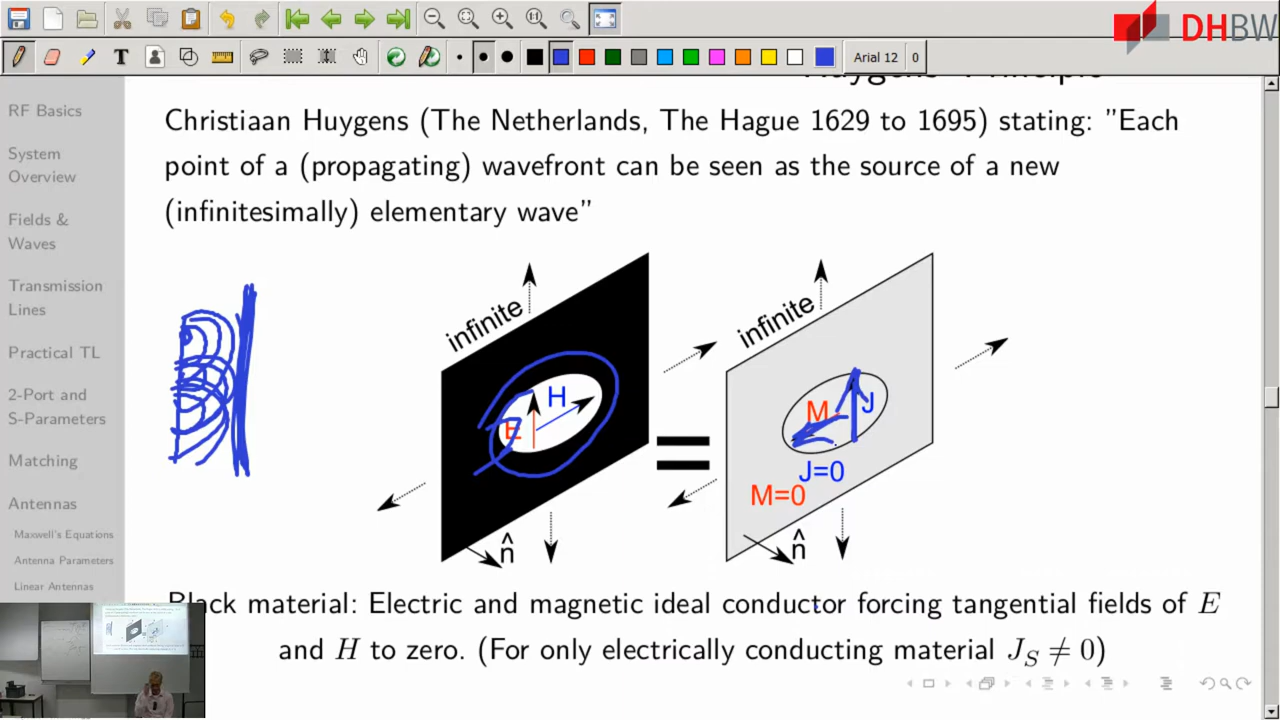 DHBW
Arial 12 0
Huygens' Principle
RF Basics
System
Overview
Fields &
Waves
Transmission
Lines
Practical TL
2-Port and
S-Parameters
Matching
Antennas
Maxwell's Equations
Antenna Parameters
Linear Antennas
Christiaan Huygens (The Netherlands, The Hague 1629 to 1695) stating: "Each
point of a (propagating) wavefront can be seen as the source of a new
(infinitesimally) elementary wave"
infinite
H
E
n̂
=
infinite
M
J
J=0
M=0
n̂
Black material: Electric and magnetic ideal conductor forcing tangential fields of E
and H to zero. (For only electrically conducting material J_S ≠ 0)